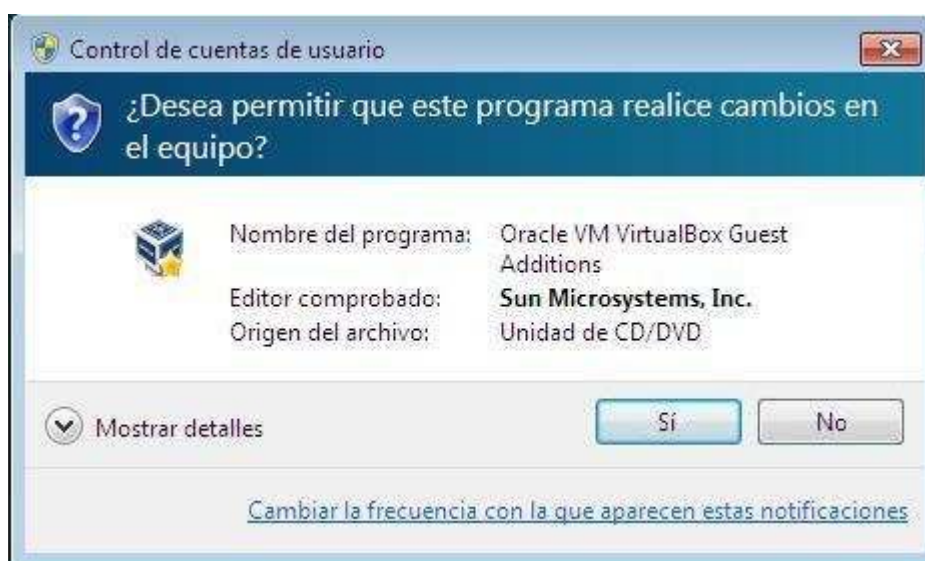 Control de cuentas de usuario
¿Desea permitir que este programa realice cambios en
el equipo?
Nombre del programa: Oracle VM VirtualBox Guest
Additions
Editor comprobado: Sun Microsystems, Inc.
Origen del archivo: Unidad de CD/DVD
Mostrar detalles Sí No
Cambiar la frecuencia con la que aparecen estas notificaciones